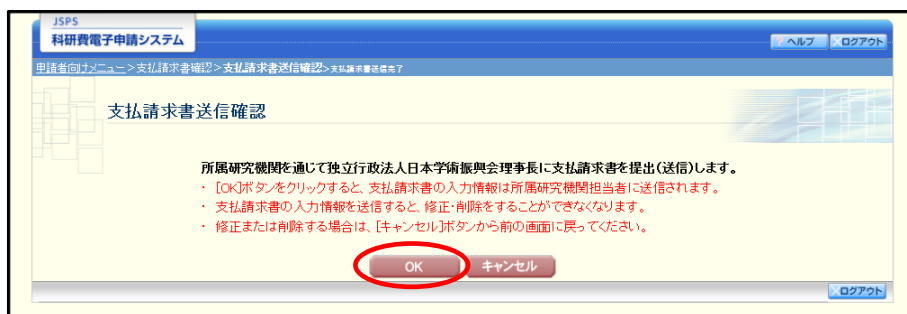 JSPS
科研費電子申請システム
? ヘルプ
×ログアウト
申請者向けメニュー>支払請求書確認>支払請求書送信確認>支払請求書送信完了
支払請求書送信確認
所属研究機関を通じて独立行政法人日本学術振興会理事長に支払請求書を提出(送信)します。
・ [OK]ボタンをクリックすると、支払請求書の入力情報は所属研究機関担当者に送信されます。
・ 支払請求書の入力情報を送信すると、修正・削除をすることができなくなります。
・ 修正または削除する場合は、[キャンセル]ボタンから前の画面に戻ってください。
OK
キャンセル
×ログアウト